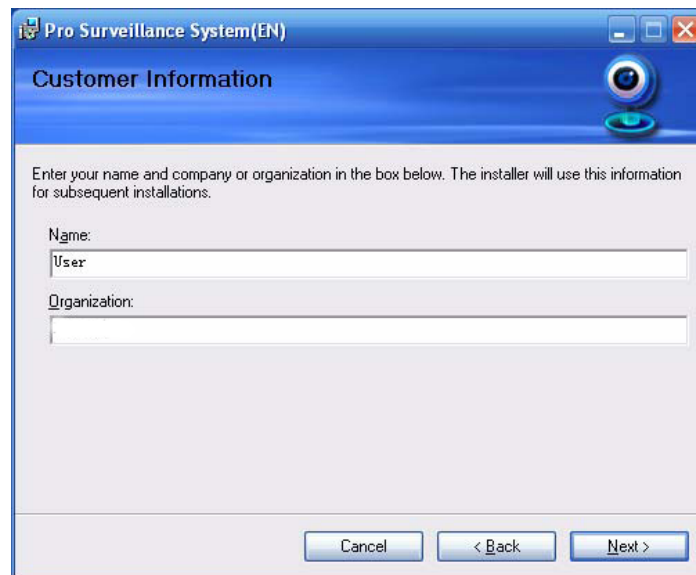 Pro Surveillance System(EN)
Customer Information
Enter your name and company or organization in the box below. The installer will use this information
for subsequent installations.
Name:
User
Organization:
Cancel
< Back
Next >